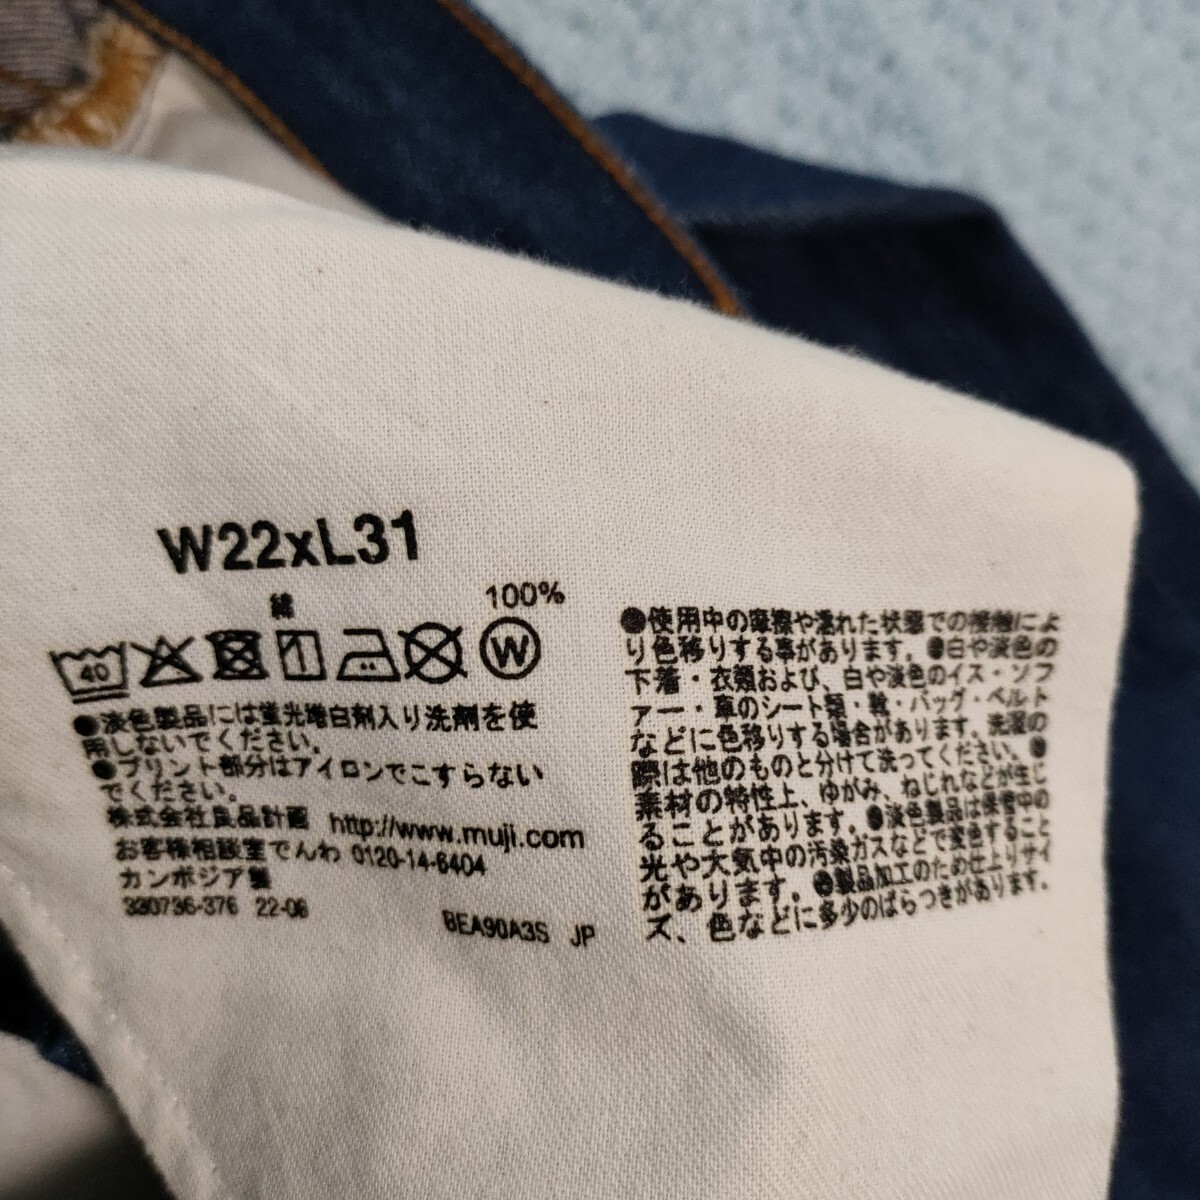 W22xL31
綿 100%
40 W
●淡色製品には蛍光増白剤入り洗剤を使
用しないでください。
●プリント部分はアイロンでこすらない
でください。
株式会社良品計画 http://www.muji.com
お客様相談室でんわ 0120-14-6404
カンボジア製
330736-376 22-06
BEA90A3S JP
●使用中の摩擦や濡れた状態での接触によ
り色移りする事があります。●白や淡色の
下着・衣類および、白や淡色のイス・ソフ
ァー・車のシート類・靴・バッグ・ベルト
などに色移りする場合があります。洗濯の
際は他のものと分けて洗ってください。●
素材の特性上、ゆがみ、ねじれなどが生じ
ることがあります。●淡色製品は保管中の
光や大気中の汚染ガスなどで変色すること
があります。●製品加工のため仕上りサイ
ズ、色などに多少のばらつきがあります。